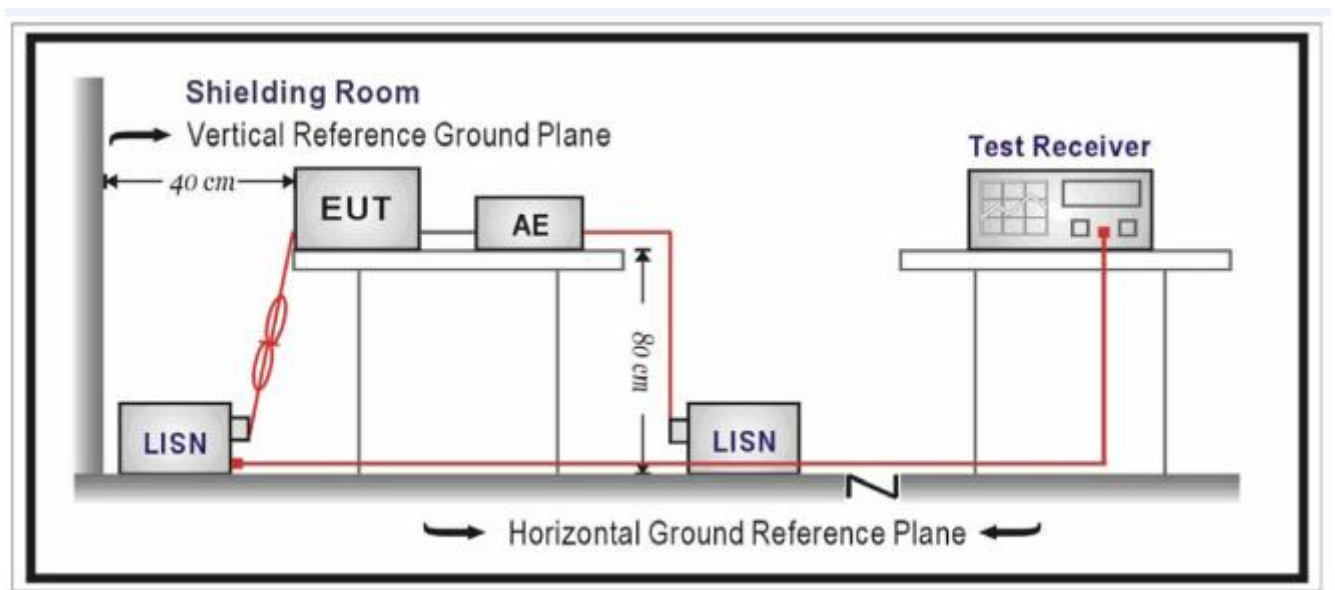 Shielding Room
Vertical Reference Ground Plane
Test Receiver
40 cm
EUT
AE
80 cm
LISN
LISN
Horizontal Ground Reference Plane